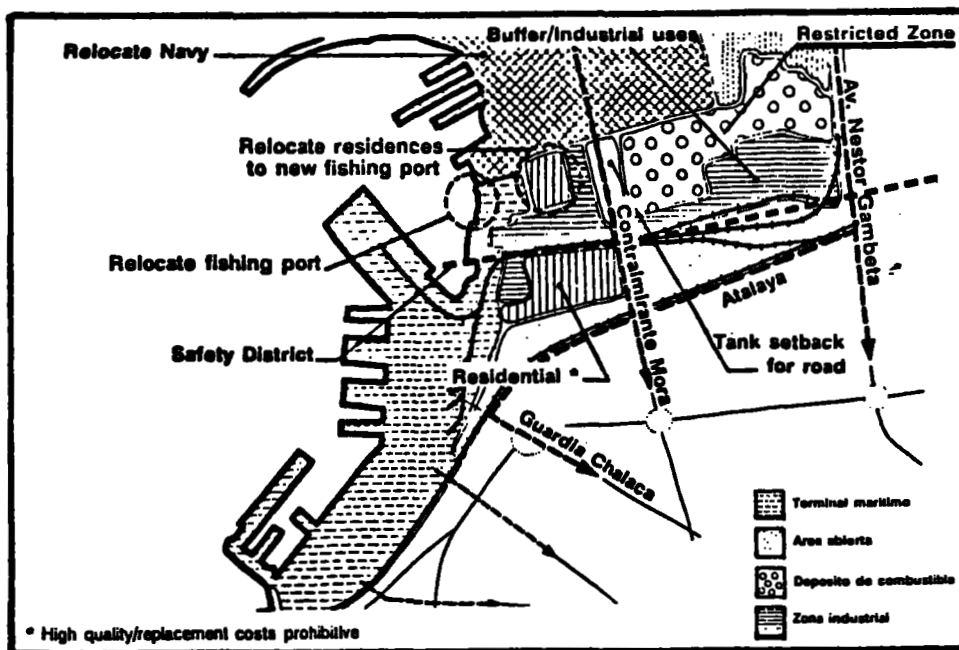 Relocate Navy
Buffer/Industrial uses
Restricted Zone
Av. Nestor Gambeta
Relocate residences
to new fishing port
Contralmirante Mora
Relocate fishing port
Atalaya
Safety District
Tank setback
for road
Residential *
Guardia Chalaca
Terminal maritimo
Area abierta
Deposito de combustible
Zona industrial
* High quality/replacement costs prohibitive